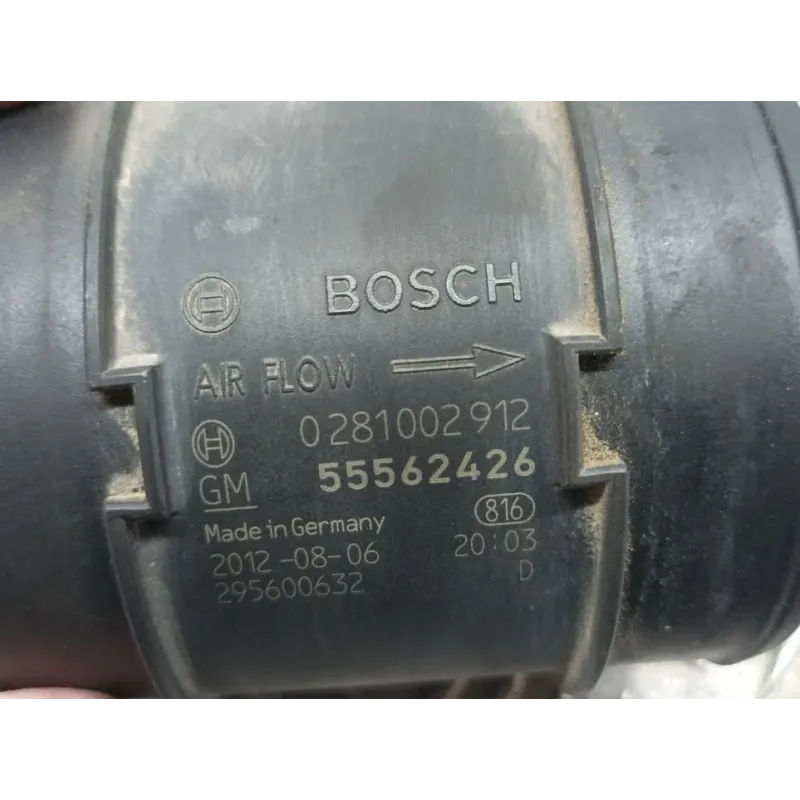 BOSCH
AIR FLOW
0 281 002 912
GM 55562426
Made in Germany 816
2012-08-06 20:03
295600632 D